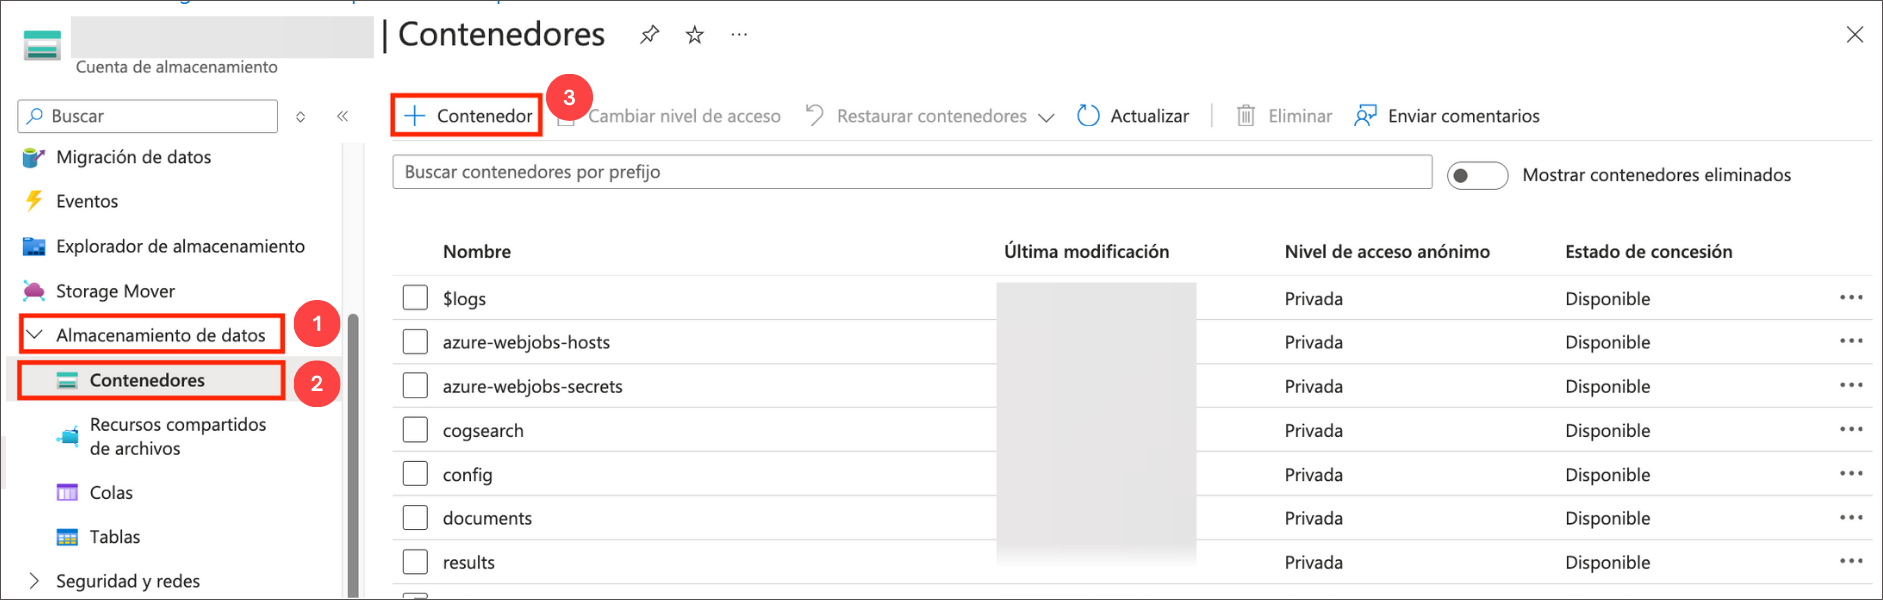 | Contenedores
Cuenta de almacenamiento
Buscar
Migración de datos
Eventos
Explorador de almacenamiento
Storage Mover
Almacenamiento de datos
1
Contenedores
2
Recursos compartidos
de archivos
Colas
Tablas
Seguridad y redes
Contenedor
3
Cambiar nivel de acceso
Restaurar contenedores
Actualizar
Eliminar
Enviar comentarios
Buscar contenedores por prefijo
Mostrar contenedores eliminados
Nombre Última modificación Nivel de acceso anónimo Estado de concesión
$logs Privada Disponible
azure-webjobs-hosts Privada Disponible
azure-webjobs-secrets Privada Disponible
cogsearch Privada Disponible
config Privada Disponible
documents Privada Disponible
results Privada Disponible